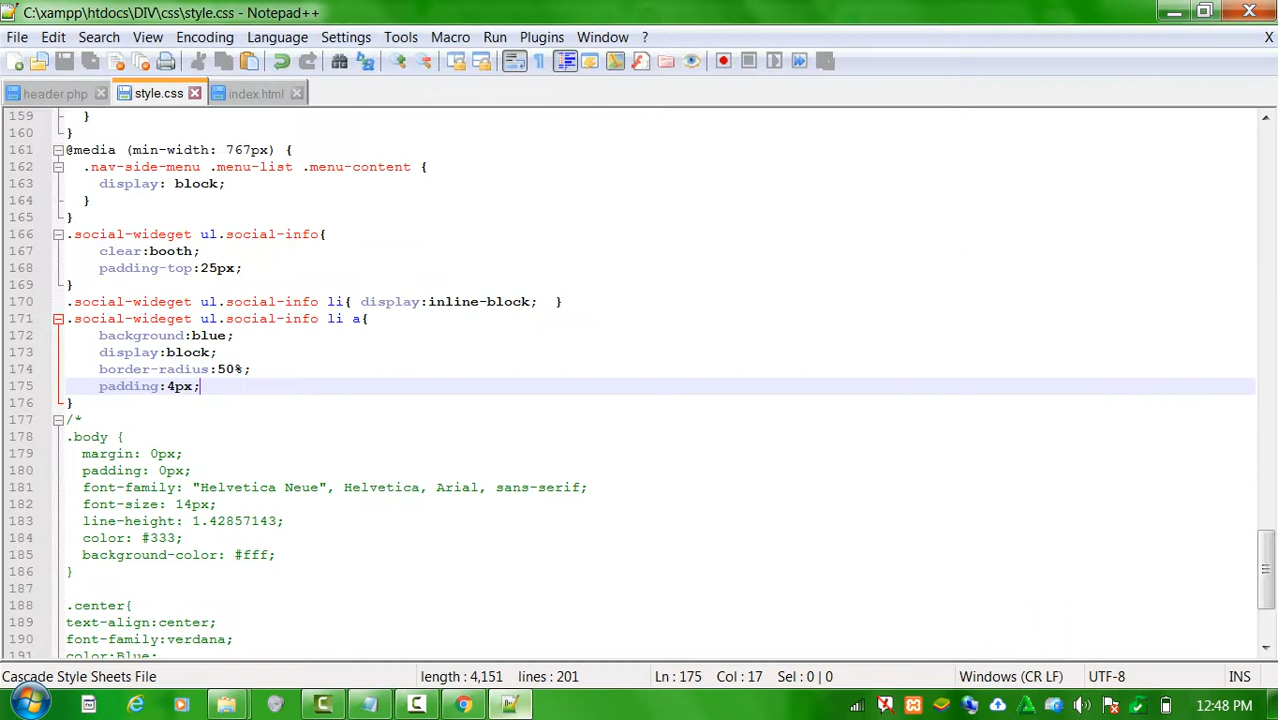 C:\xampp\htdocs\DIV\css\style.css - Notepad++
File Edit Search View Encoding Language Settings Tools Macro Run Plugins Window ? X
header.php style.css index.html
159 }
160 }
161 @media (min-width: 767px) {
162 .nav-side-menu .menu-list .menu-content {
163 display: block;
164 }
165 }
166 .social-wideget ul.social-info{
167 clear:booth;
168 padding-top:25px;
169 }
170 .social-wideget ul.social-info li{ display:inline-block; }
171 .social-wideget ul.social-info li a{
172 background:blue;
173 display:block;
174 border-radius:50%;
175 padding:4px;
176 }
177 /*
178 .body {
179 margin: 0px;
180 padding: 0px;
181 font-family: "Helvetica Neue", Helvetica, Arial, sans-serif;
182 font-size: 14px;
183 line-height: 1.42857143;
184 color: #333;
185 background-color: #fff;
186 }
187
188 .center{
189 text-align:center;
190 font-family:verdana;
191 color:Blue;
Cascade Style Sheets File length : 4,151 lines : 201 Ln : 175 Col : 17 Sel : 0 | 0 Windows (CR LF) UTF-8 INS
12:48 PM